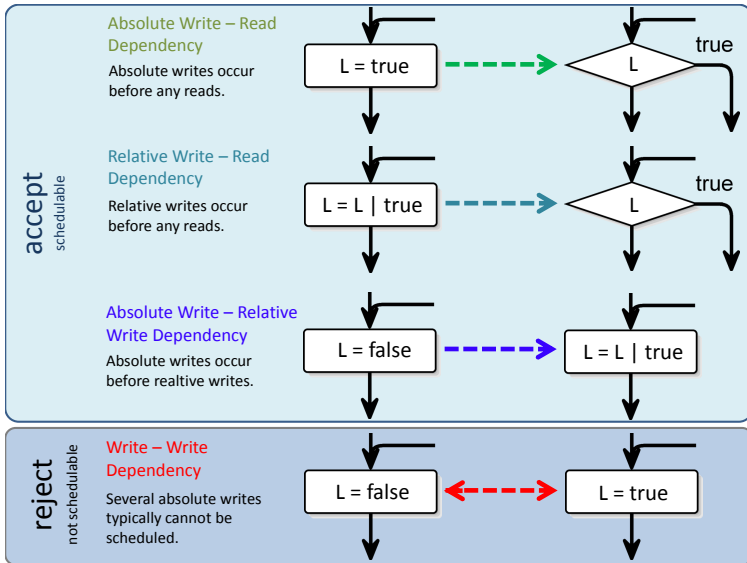 accept
schedulable
Absolute Write – Read
Dependency
Absolute writes occur
before any reads.
L = true
L
true
Relative Write – Read
Dependency
Relative writes occur
before any reads.
L = L | true
L
true
Absolute Write – Relative
Write Dependency
Absolute writes occur
before realtive writes.
L = false
L = L | true
reject
not schedulable
Write – Write
Dependency
Several absolute writes
typically cannot be
scheduled.
L = false
L = true